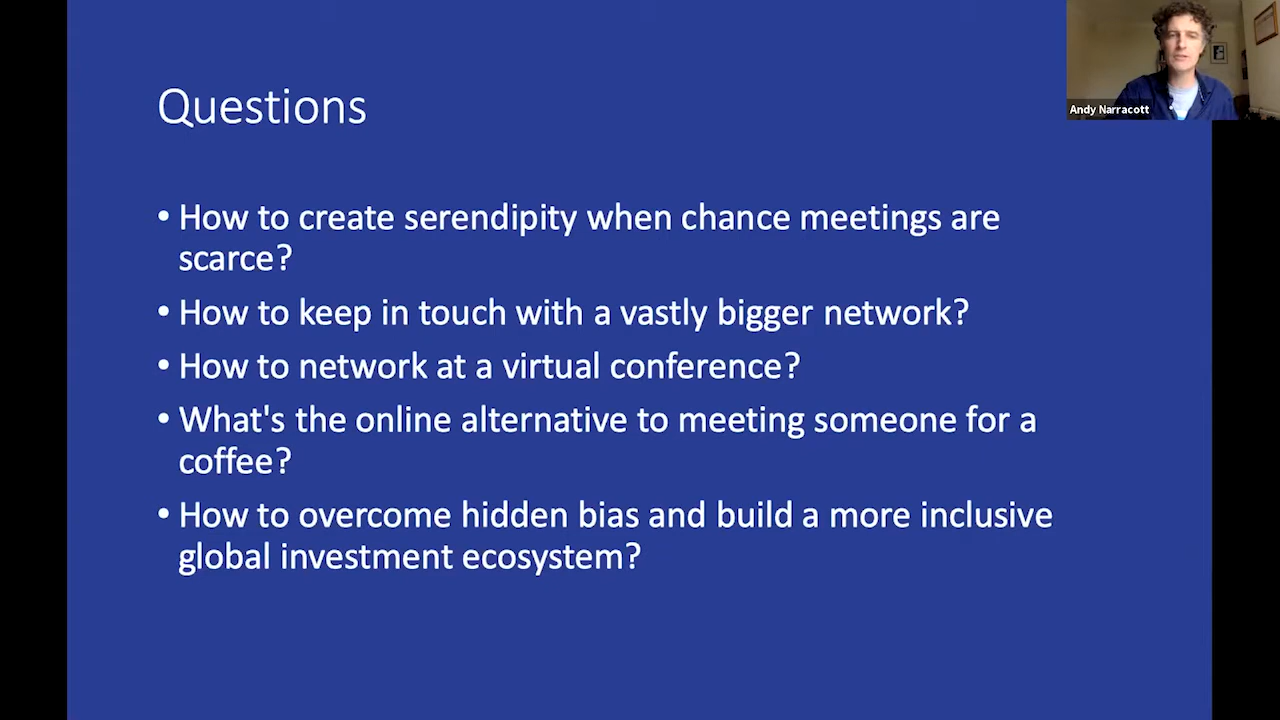 Questions
• How to create serendipity when chance meetings are
scarce?
• How to keep in touch with a vastly bigger network?
• How to network at a virtual conference?
• What's the online alternative to meeting someone for a
coffee?
• How to overcome hidden bias and build a more inclusive
global investment ecosystem?
Andy Narracott